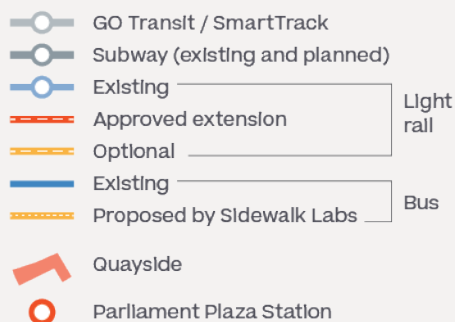 GO Transit / SmartTrack
Subway (existing and planned)
Existing
Approved extension
Optional
Light
rail
Existing
Proposed by Sidewalk Labs
Bus
Quayside
Parliament Plaza Station